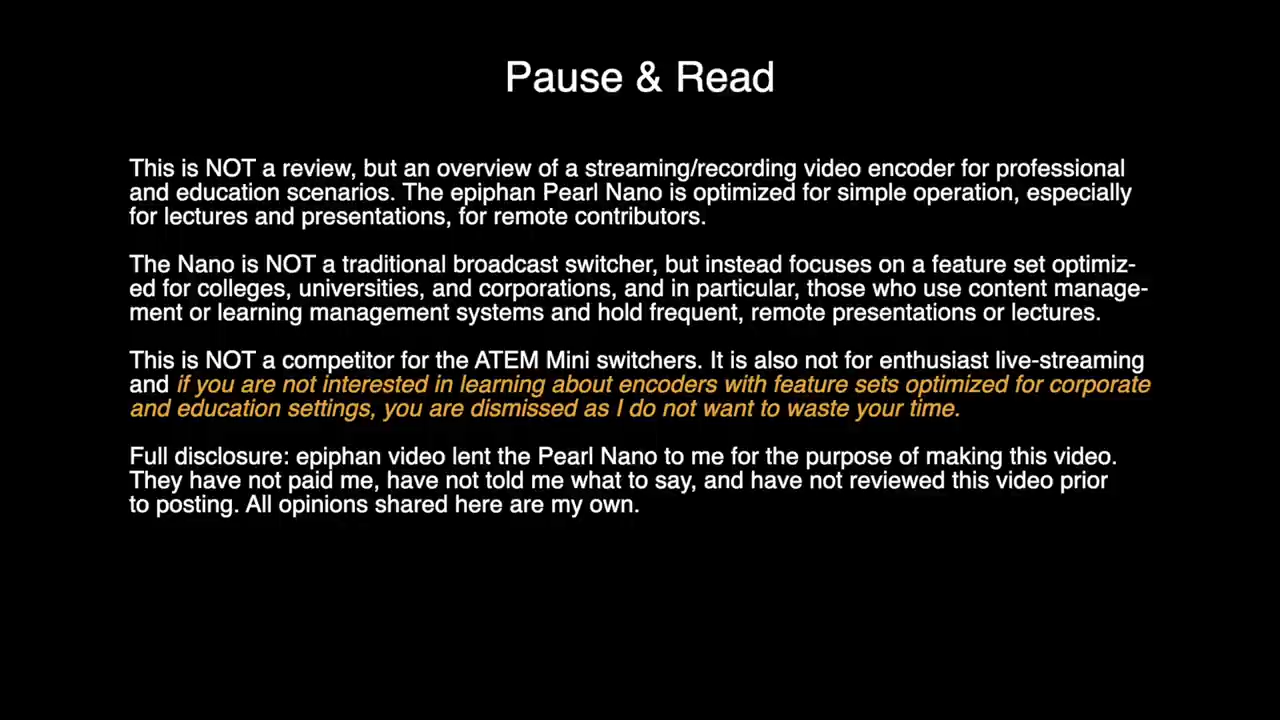 Pause & Read
This is NOT a review, but an overview of a streaming/recording video encoder for professional
and education scenarios. The epiphan Pearl Nano is optimized for simple operation, especially
for lectures and presentations, for remote contributors.
The Nano is NOT a traditional broadcast switcher, but instead focuses on a feature set optimiz-
ed for colleges, universities, and corporations, and in particular, those who use content manage-
ment or learning management systems and hold frequent, remote presentations or lectures.
This is NOT a competitor for the ATEM Mini switchers. It is also not for enthusiast live-streaming
and if you are not interested in learning about encoders with feature sets optimized for corporate
and education settings, you are dismissed as I do not want to waste your time.
Full disclosure: epiphan video lent the Pearl Nano to me for the purpose of making this video.
They have not paid me, have not told me what to say, and have not reviewed this video prior
to posting. All opinions shared here are my own.